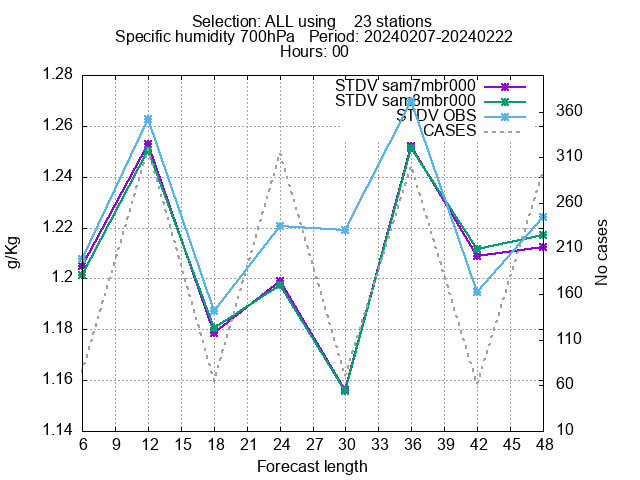 Selection: ALL using    23 stations
Specific humidity 700hPa   Period: 20240207-20240222
Hours: 00
1.28
1.26
1.24
1.22
1.2
1.18
1.16
1.14
g/Kg
STDV sam7mbr000
STDV sam8mbr000
STDV OBS
CASES
360
310
260
210
160
110
60
10
No cases
6 9 12 15 18 21 24 27 30 33 36 39 42 45 48
Forecast length